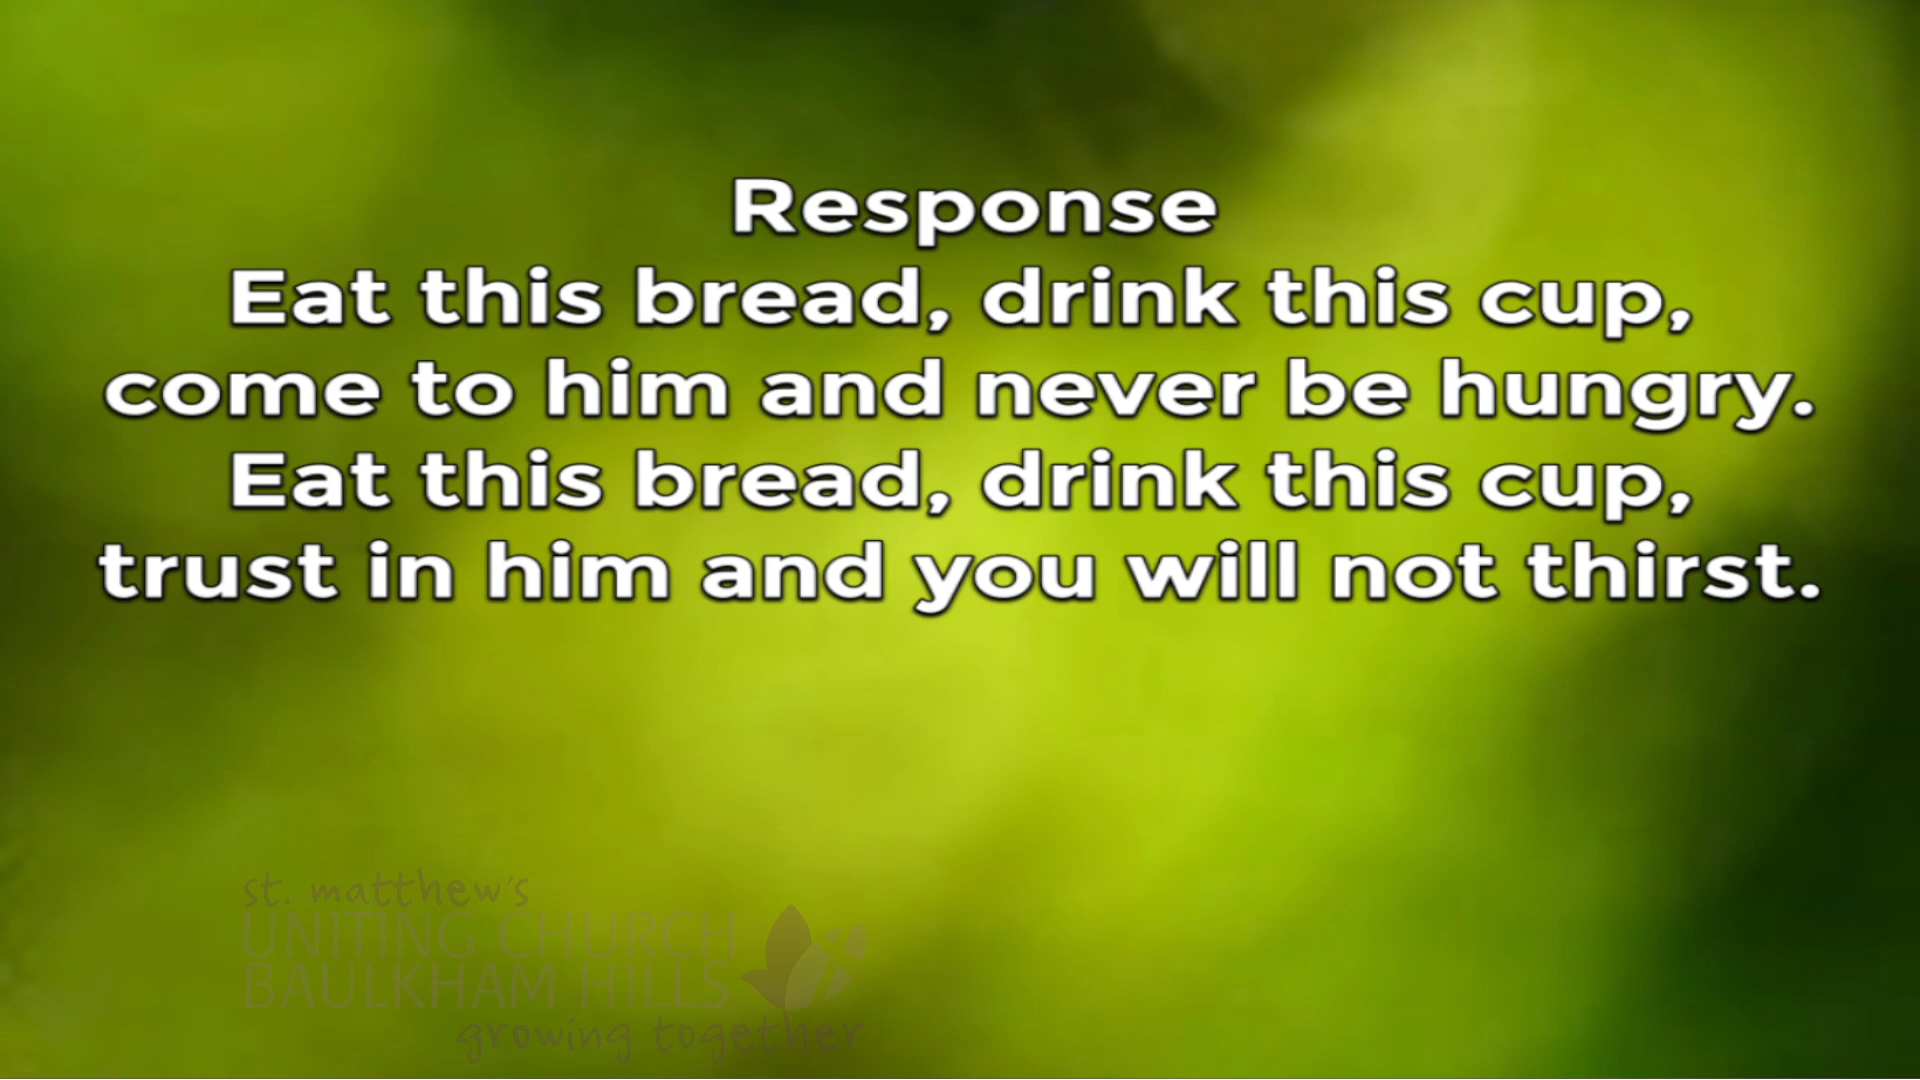 Response
Eat this bread, drink this cup,
come to him and never be hungry.
Eat this bread, drink this cup,
trust in him and you will not thirst.
st. matthew's
UNITING CHURCH
BAULKHAM HILLS
growing together